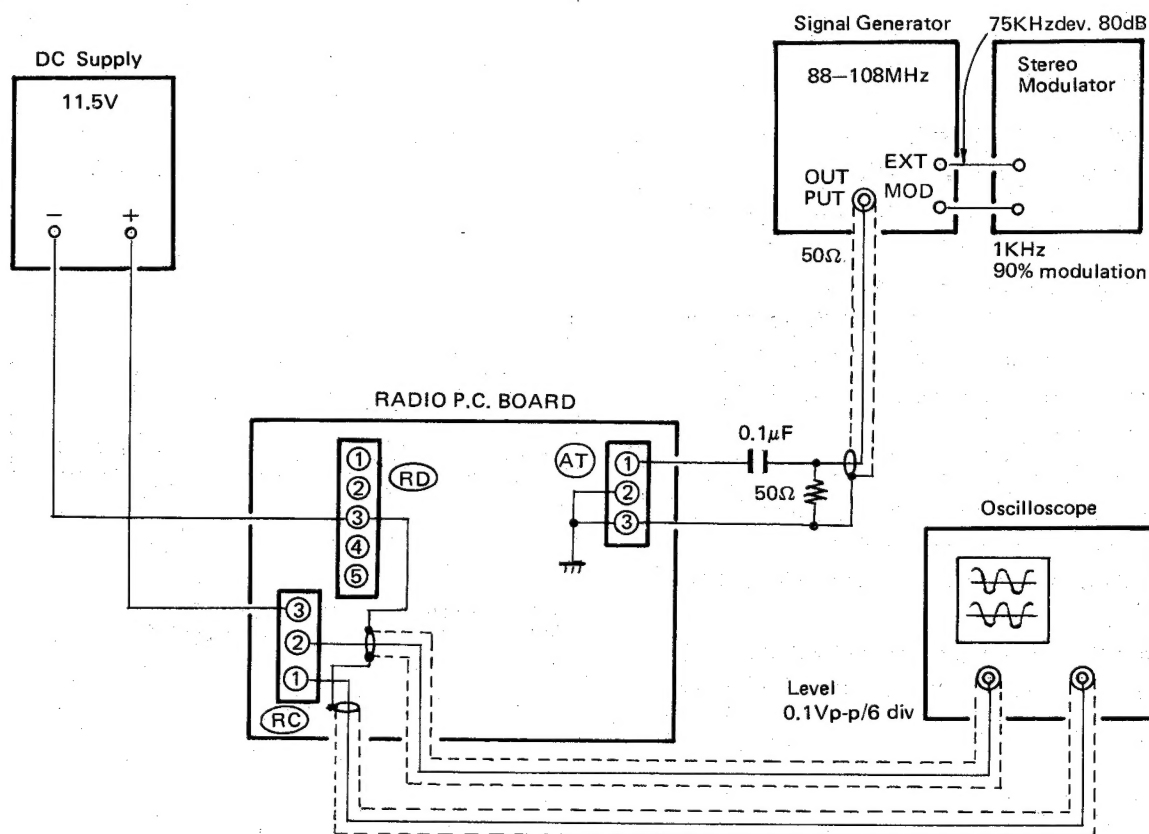 DC Supply
11.5V
−
+
Signal Generator
88–108MHz
OUT
PUT
EXT
MOD
50Ω
75KHzdev. 80dB
Stereo
Modulator
1KHz
90% modulation
RADIO P.C. BOARD
①
②
③
④
⑤
RD
③
②
①
RC
AT
①
②
③
0.1μF
50Ω
Oscilloscope
Level
0.1Vp-p/6 div